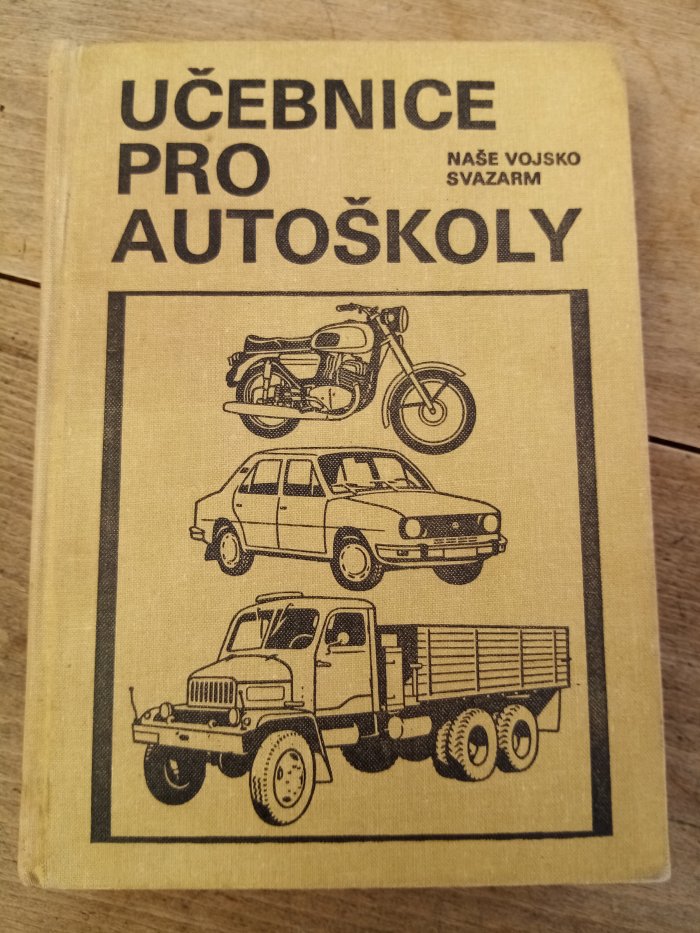 UČEBNICE
PRO
NAŠE VOJSKO
SVAZARM
AUTOŠKOLY